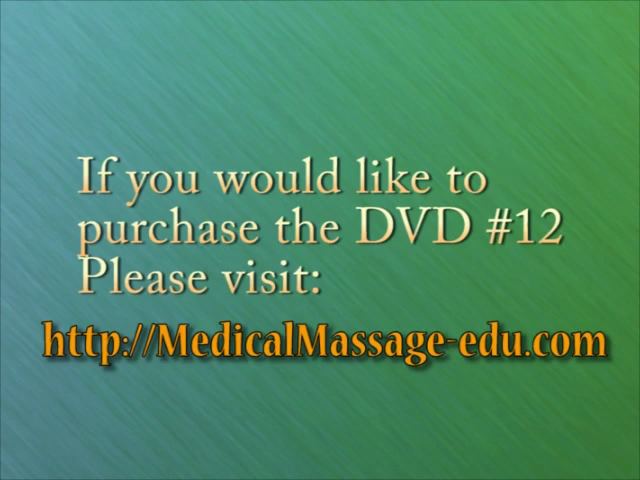 If you would like to
purchase the DVD #12
Please visit:
http://MedicalMassage-edu.com